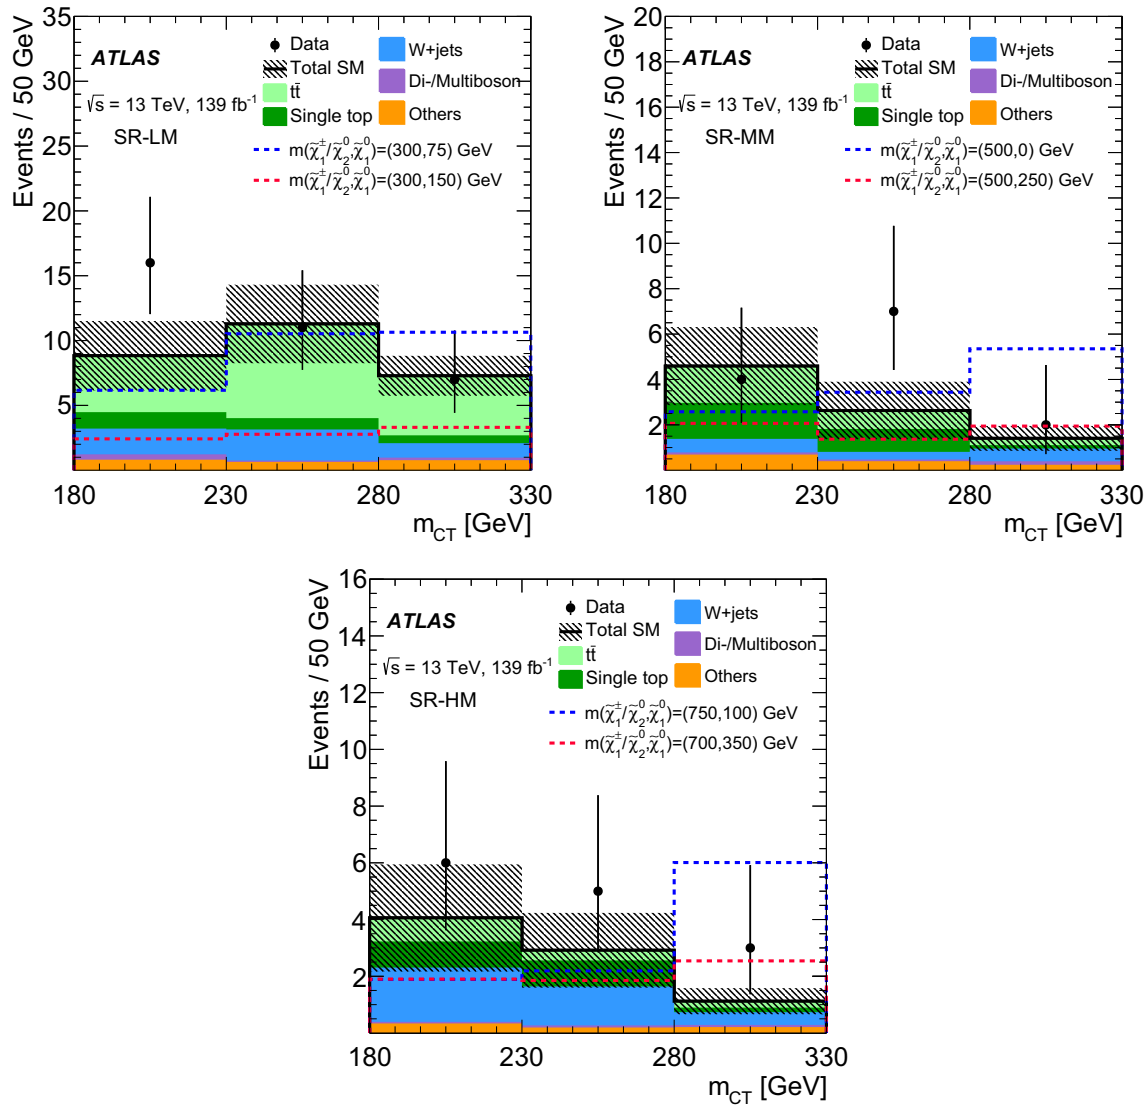 Events / 50 GeV
35
30
25
20
15
10
5
180 230 280 330
m_CT [GeV]
ATLAS
√s = 13 TeV, 139 fb⁻¹
SR-LM
Data
Total SM
tt̄
Single top
W+jets
Di-/Multiboson
Others
m(χ̃₁±/χ̃₂⁰,χ̃₁⁰)=(300,75) GeV
m(χ̃₁±/χ̃₂⁰,χ̃₁⁰)=(300,150) GeV
Events / 50 GeV
20
18
16
14
12
10
8
6
4
2
180 230 280 330
m_CT [GeV]
ATLAS
√s = 13 TeV, 139 fb⁻¹
SR-MM
Data
Total SM
tt̄
Single top
W+jets
Di-/Multiboson
Others
m(χ̃₁±/χ̃₂⁰,χ̃₁⁰)=(500,0) GeV
m(χ̃₁±/χ̃₂⁰,χ̃₁⁰)=(500,250) GeV
Events / 50 GeV
16
14
12
10
8
6
4
2
180 230 280 330
m_CT [GeV]
ATLAS
√s = 13 TeV, 139 fb⁻¹
SR-HM
Data
Total SM
tt̄
Single top
W+jets
Di-/Multiboson
Others
m(χ̃₁±/χ̃₂⁰,χ̃₁⁰)=(750,100) GeV
m(χ̃₁±/χ̃₂⁰,χ̃₁⁰)=(700,350) GeV